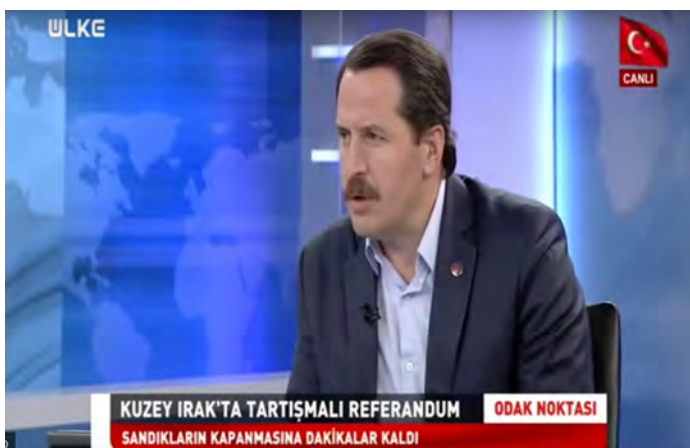 ÜLKE
CANLI
KUZEY IRAK'TA TARTIŞMALI REFERANDUM
ODAK NOKTASI
SANDIKLARIN KAPANMASINA DAKİKALAR KALDI